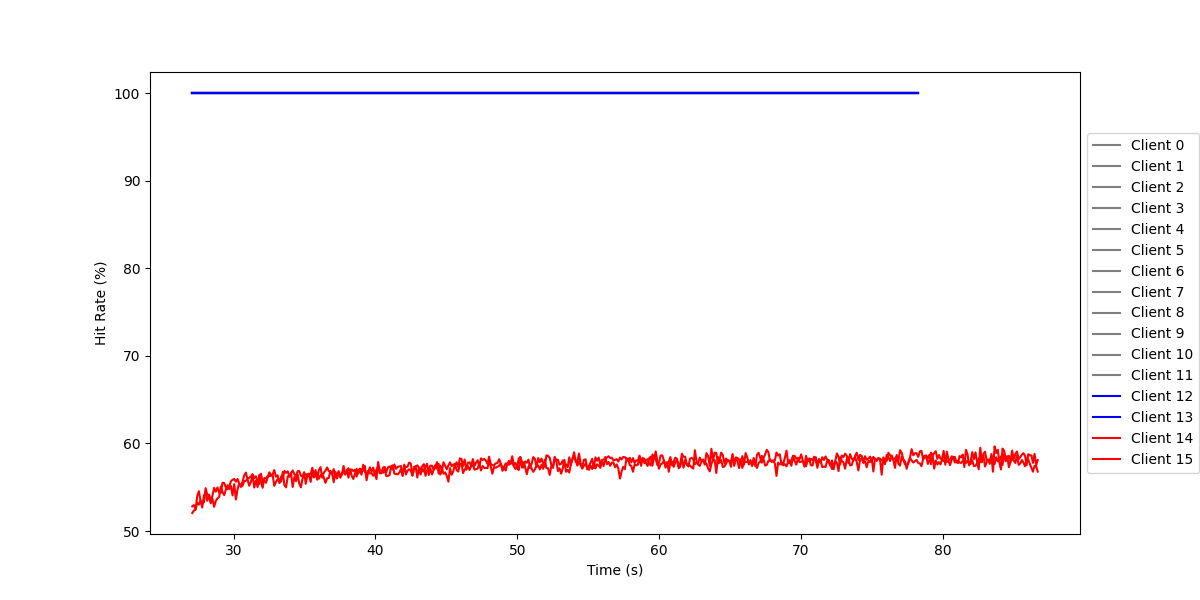 100
90
80
70
60
50
Hit Rate (%)
30
40
50
60
70
80
Time (s)
Client 0
Client 1
Client 2
Client 3
Client 4
Client 5
Client 6
Client 7
Client 8
Client 9
Client 10
Client 11
Client 12
Client 13
Client 14
Client 15